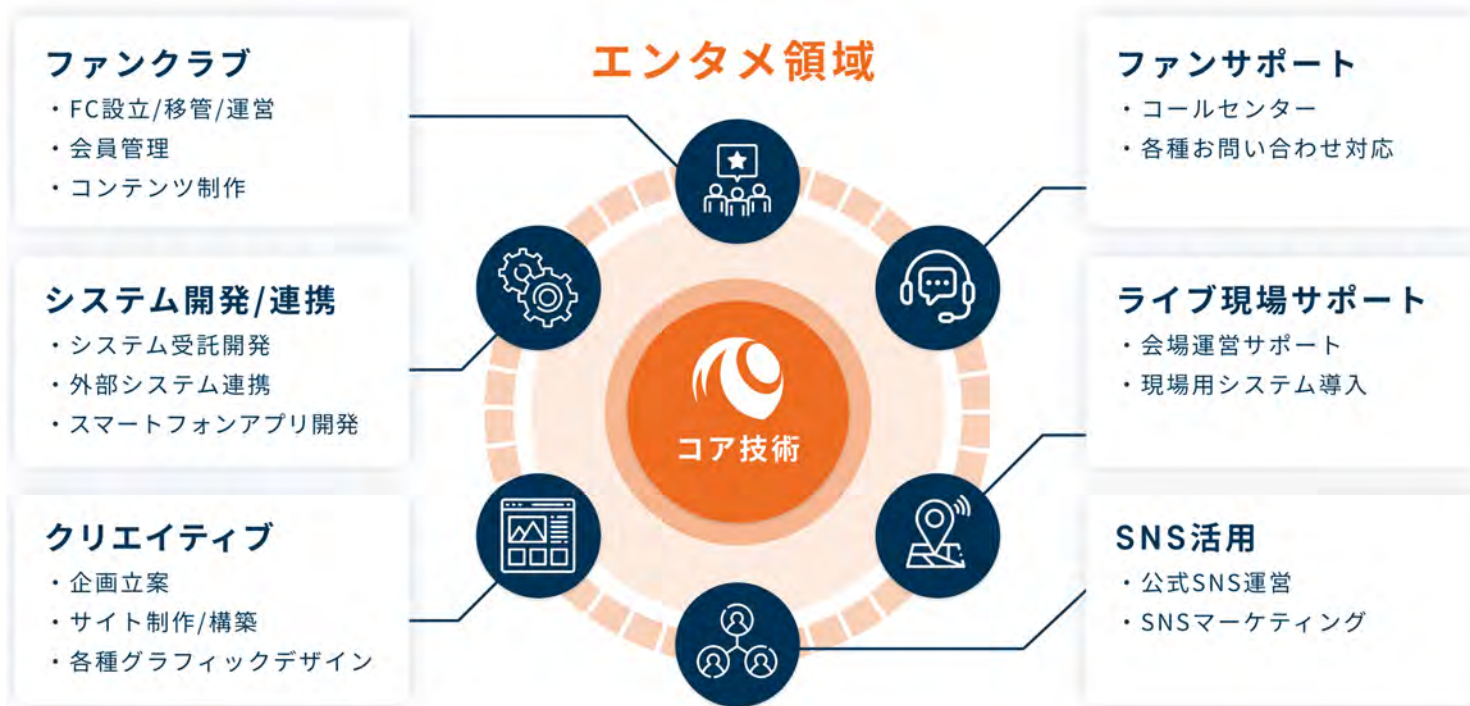 エンタメ領域
ファンクラブ
・FC設立/移管/運営
・会員管理
・コンテンツ制作
システム開発/連携
・システム受託開発
・外部システム連携
・スマートフォンアプリ開発
クリエイティブ
・企画立案
・サイト制作/構築
・各種グラフィックデザイン
コア技術
ファンサポート
・コールセンター
・各種お問い合わせ対応
ライブ現場サポート
・会場運営サポート
・現場用システム導入
SNS活用
・公式SNS運営
・SNSマーケティング